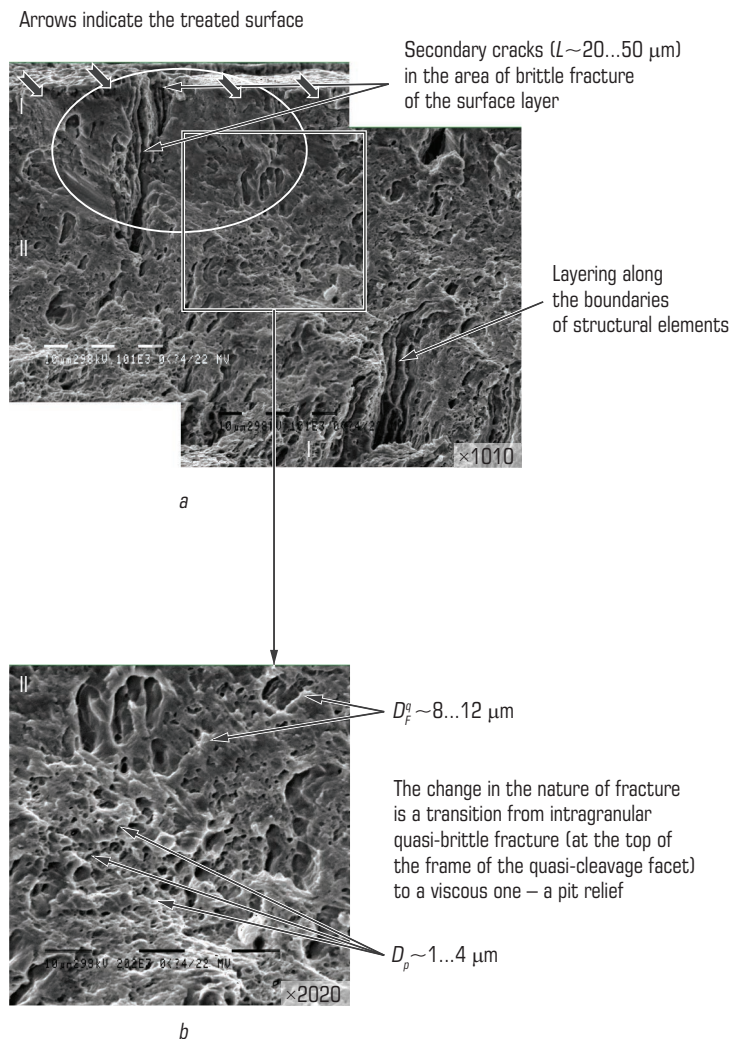 Arrows indicate the treated surface
Secondary cracks (L~20...50 μm)
in the area of brittle fracture
of the surface layer
I
II
Layering along
the boundaries
of structural elements
×1010
a
II
D_F^q ~8...12 μm
The change in the nature of fracture
is a transition from intragranular
quasi-brittle fracture (at the top of
the frame of the quasi-cleavage facet)
to a viscous one – a pit relief
D_p ~1...4 μm
×2020
b